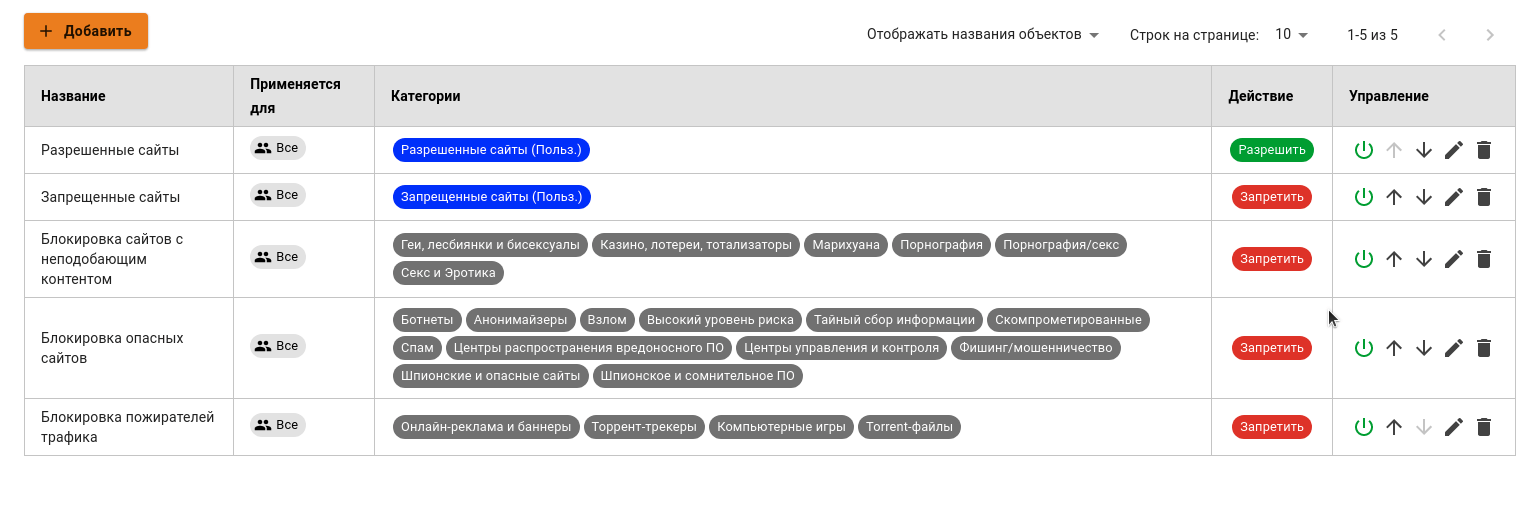 Добавить
Отображать названия объектов
Строк на странице:
10
1-5 из 5
Название
Применяется
для
Категории
Действие
Управление
Разрешенные сайты
Все
Разрешенные сайты (Польз.)
Разрешить
Запрещенные сайты
Все
Запрещенные сайты (Польз.)
Запретить
Блокировка сайтов с
неподобающим
контентом
Все
Геи, лесбиянки и бисексуалы Казино, лотереи, тотализаторы Марихуана Порнография Порнография/секс
Секс и Эротика
Запретить
Блокировка опасных
сайтов
Все
Ботнеты Анонимайзеры Взлом Высокий уровень риска Тайный сбор информации Скомпрометированные
Спам Центры распространения вредоносного ПО Центры управления и контроля Фишинг/мошенничество
Шпионские и опасные сайты Шпионское и сомнительное ПО
Запретить
Блокировка пожирателей
трафика
Все
Онлайн-реклама и баннеры Торрент-трекеры Компьютерные игры Torrent-файлы
Запретить